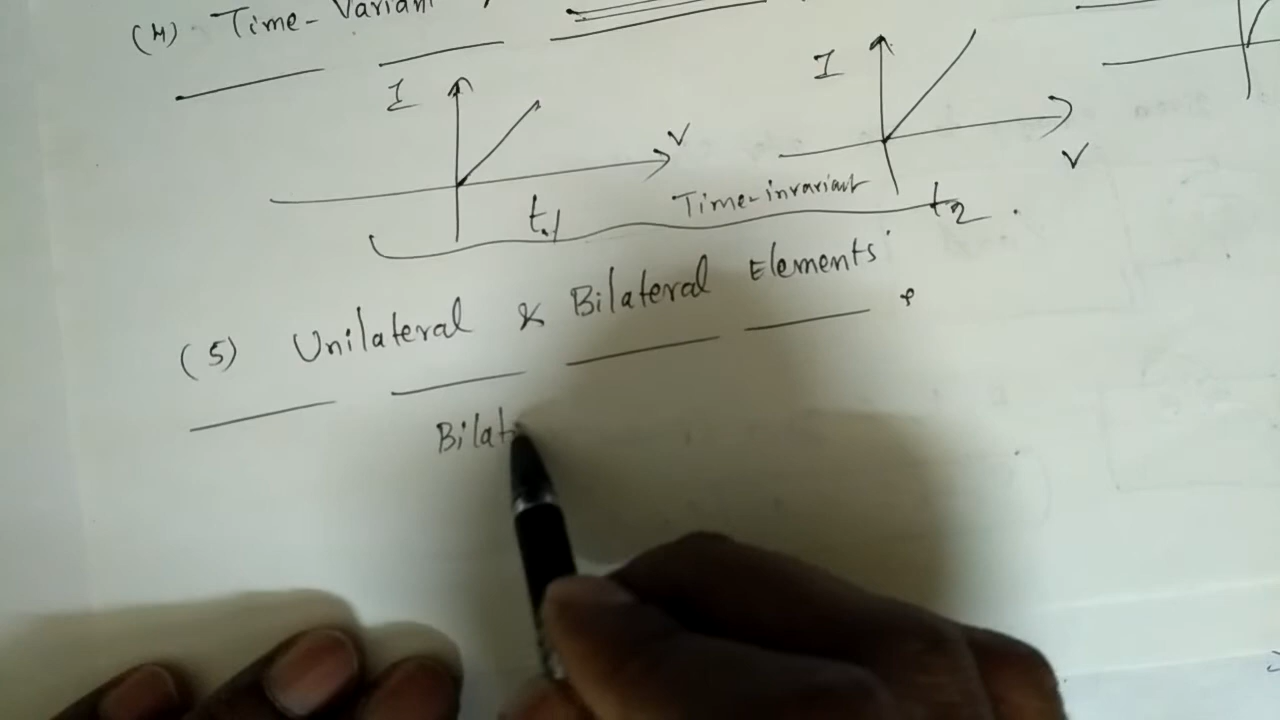 (4) Time-Variant
I
V
t1
I
V
t2
Time-invariant
(5) Unilateral & Bilateral Elements
Bilat